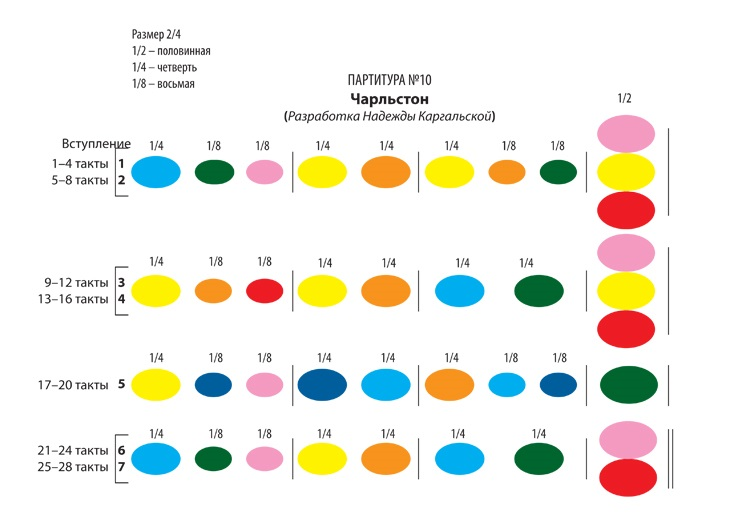 Размер 2/4
1/2 – половинная
1/4 – четверть
1/8 – восьмая
ПАРТИТУРА №10
Чарльстон
(Разработка Надежды Каргальской)
1/2
Вступление 1/4 1/8 1/8 1/4 1/4 1/4 1/8 1/8
1–4 такты 1
5–8 такты 2
1/4 1/8 1/8 1/4 1/4 1/4 1/4
9–12 такты 3
13–16 такты 4
1/4 1/8 1/8 1/4 1/4 1/4 1/8 1/8
17–20 такты 5
1/4 1/8 1/8 1/4 1/4 1/4 1/4
21–24 такты 6
25–28 такты 7